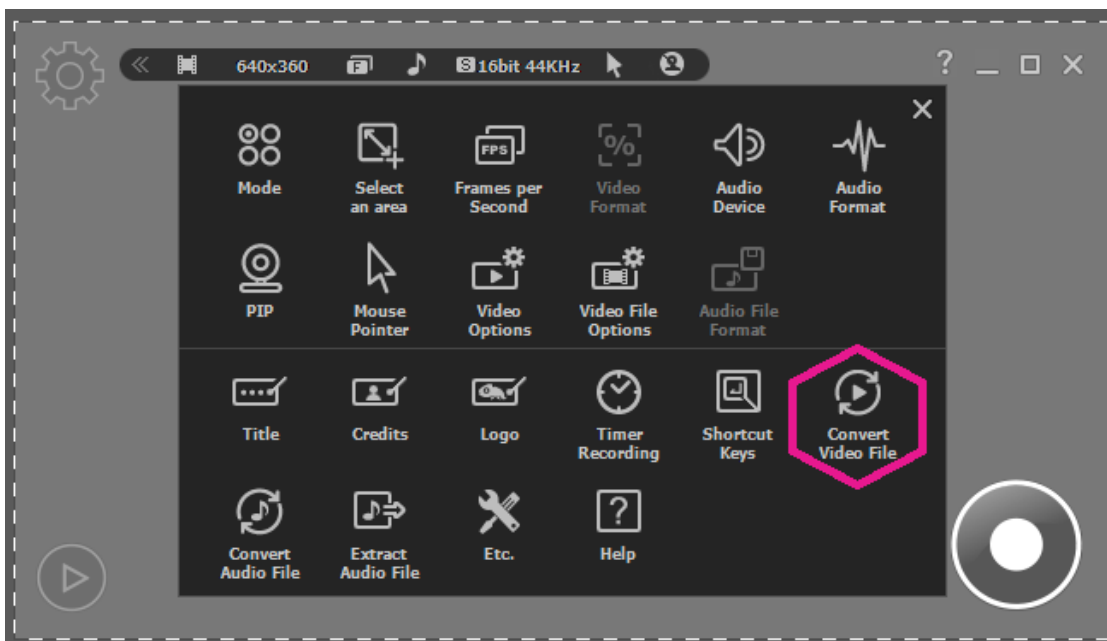 640x360 F S 16bit 44KHz ?
Mode
Select
an area
FPS
Frames per
Second
%
Video
Format
Audio
Device
Audio
Format
PIP
Mouse
Pointer
Video
Options
Video File
Options
Audio File
Format
Title
Credits
Logo
Timer
Recording
Shortcut
Keys
Convert
Video File
Convert
Audio File
Extract
Audio File
Etc.
?
Help